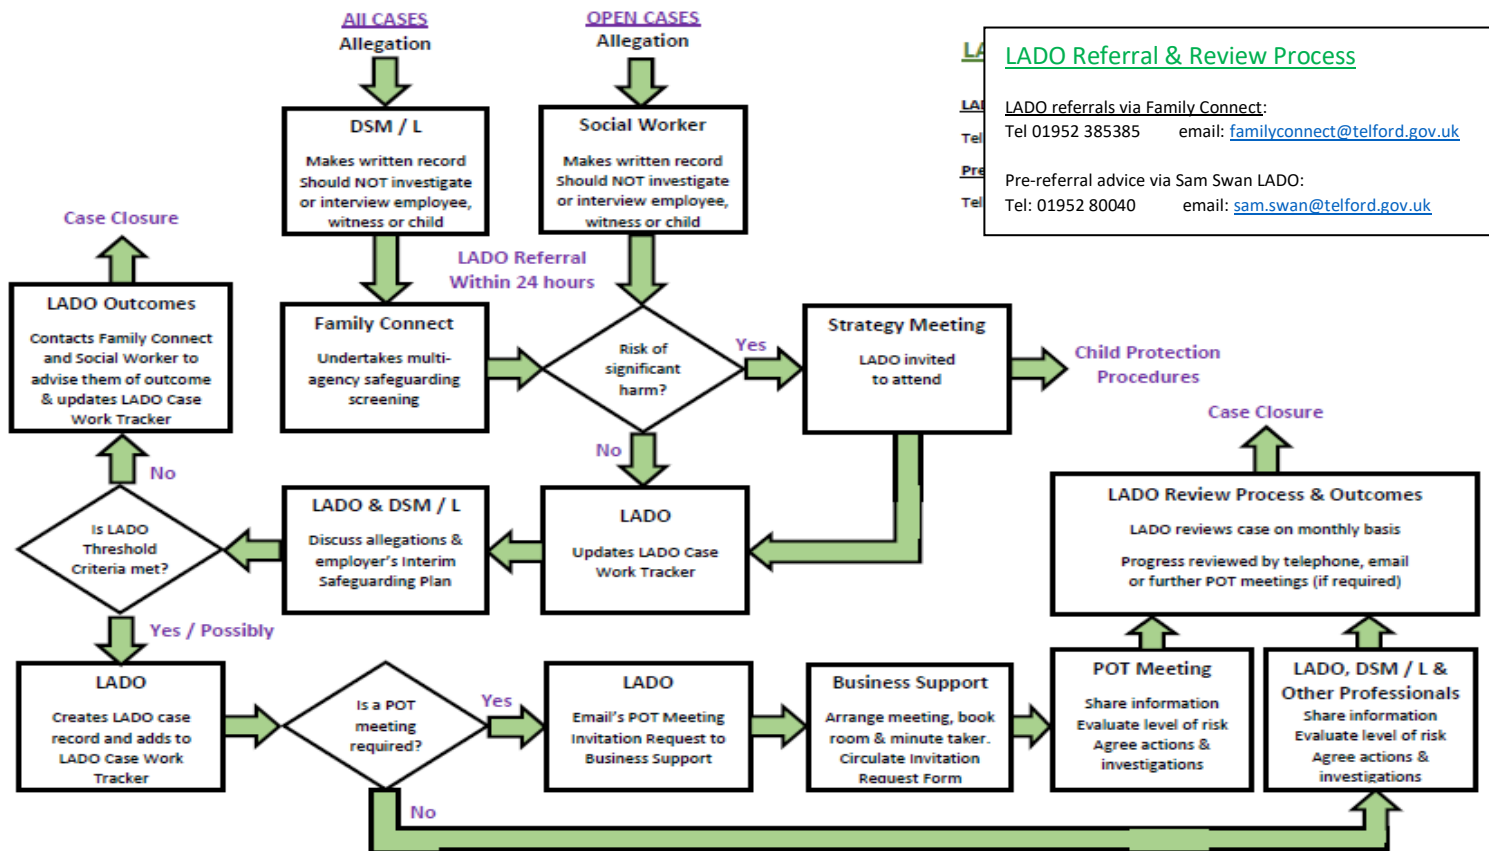 All CASES
Allegation
OPEN CASES
Allegation
LA
LADO Referral & Review Process
LAD
LADO referrals via Family Connect:
Tel
Tel 01952 385385 email: familyconnect@telford.gov.uk
Pre
Pre-referral advice via Sam Swan LADO:
Tel
Tel: 01952 80040 email: sam.swan@telford.gov.uk
DSM / L
Makes written record
Should NOT investigate
or interview employee,
witness or child
Social Worker
Makes written record
Should NOT investigate
or interview employee,
witness or child
LADO Referral
Within 24 hours
Case Closure
LADO Outcomes
Contacts Family Connect
and Social Worker to
advise them of outcome
& updates LADO Case
Work Tracker
Family Connect
Undertakes multi-
agency safeguarding
screening
Risk of
significant
harm?
Yes
Strategy Meeting
LADO invited
to attend
Child Protection
Procedures
Case Closure
No
No
Is LADO
Threshold
Criteria met?
LADO & DSM / L
Discuss allegations &
employer's Interim
Safeguarding Plan
LADO
Updates LADO Case
Work Tracker
LADO Review Process & Outcomes
LADO reviews case on monthly basis
Progress reviewed by telephone, email
or further POT meetings (if required)
Yes / Possibly
LADO
Creates LADO case
record and adds to
LADO Case Work
Tracker
Is a POT
meeting
required?
Yes
LADO
Email's POT Meeting
Invitation Request to
Business Support
Business Support
Arrange meeting, book
room & minute taker.
Circulate Invitation
Request Form
POT Meeting
Share information
Evaluate level of risk
Agree actions &
investigations
LADO, DSM / L &
Other Professionals
Share information
Evaluate level of risk
Agree actions &
investigations
No